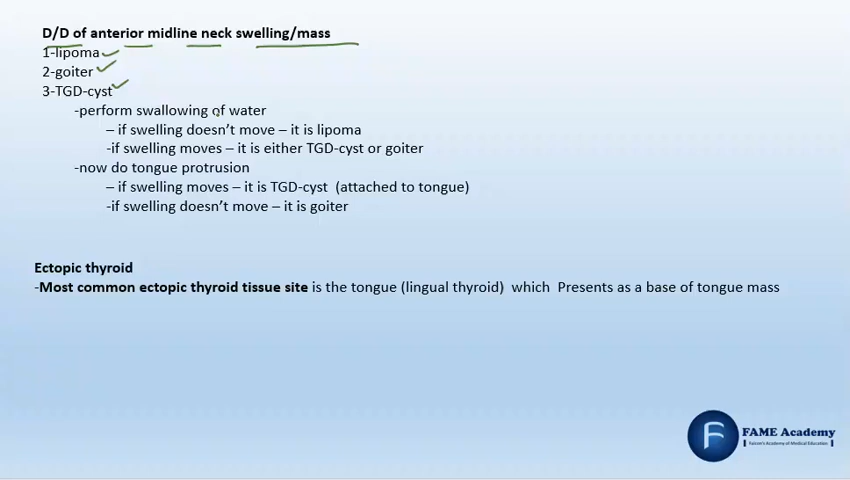 D/D of anterior midline neck swelling/mass
1-lipoma
2-goiter
3-TGD-cyst
-perform swallowing of water
– if swelling doesn't move – it is lipoma
-if swelling moves – it is either TGD-cyst or goiter
-now do tongue protrusion
– if swelling moves – it is TGD-cyst (attached to tongue)
-if swelling doesn't move – it is goiter
Ectopic thyroid
-Most common ectopic thyroid tissue site is the tongue (lingual thyroid) which Presents as a base of tongue mass
FAME Academy